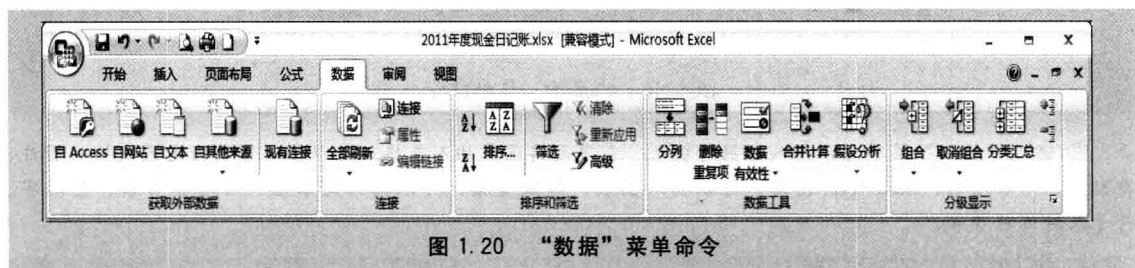 2011年度现金日记账.xlsx [兼容模式] - Microsoft Excel
开始 插入 页面布局 公式 数据 审阅 视图
自 Access 自网站 自文本 自其他来源 现有连接
获取外部数据
全部刷新 连接 属性 编辑链接
连接
排序... 筛选 清除 重新应用 高级
排序和筛选
分列 删除重复项 数据有效性 合并计算 假设分析
数据工具
组合 取消组合 分类汇总
分级显示
图 1.20 “数据”菜单命令